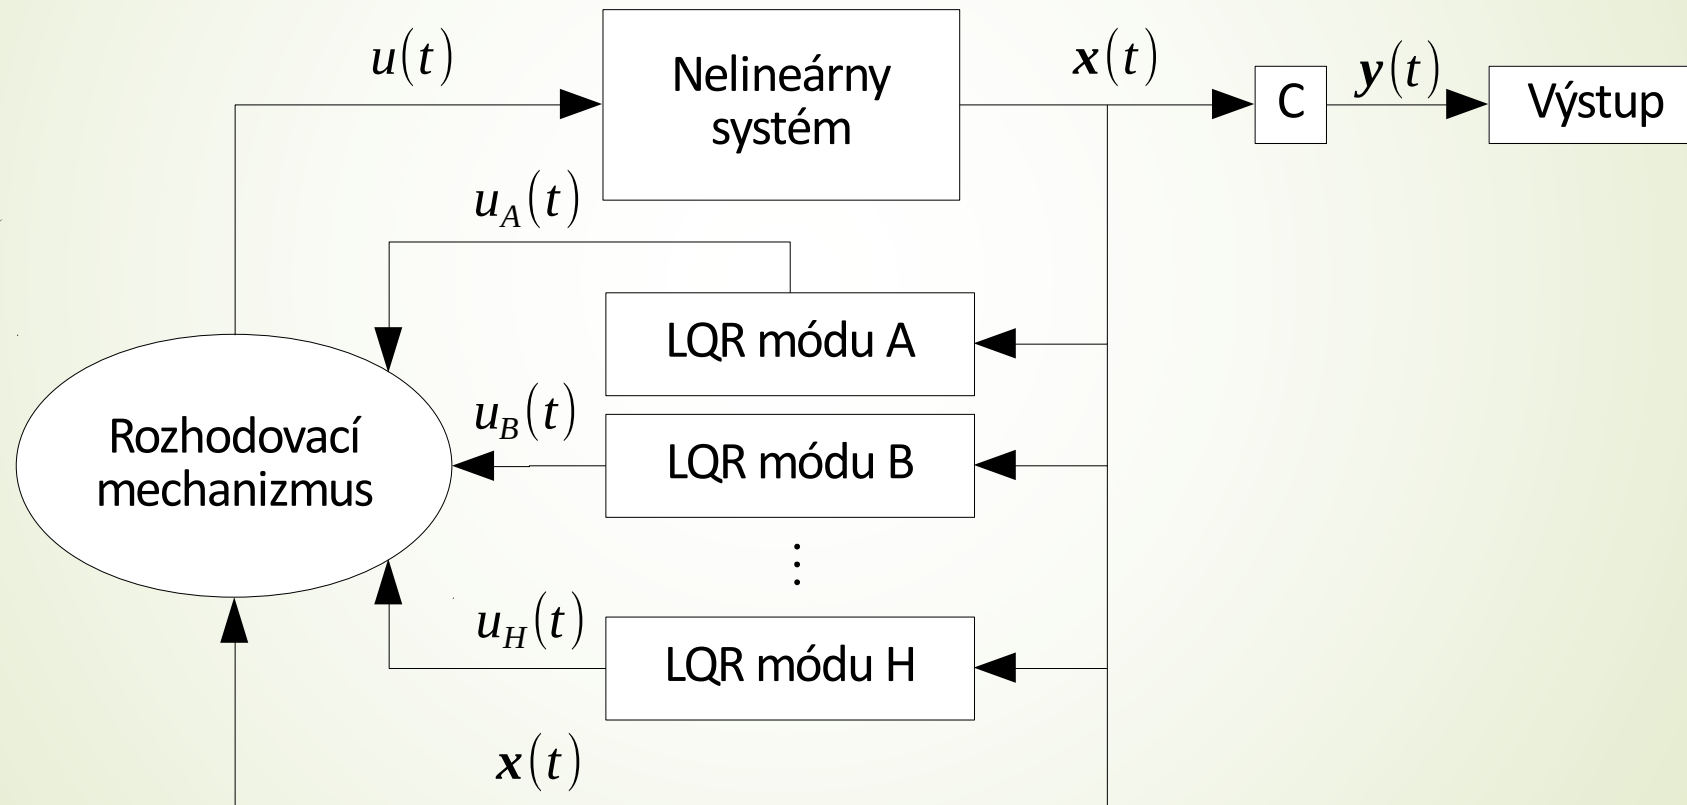 u(t)
Nelineárny
systém
x(t)
C
y(t)
Výstup
u_A(t)
LQR módu A
Rozhodovací
mechanizmus
u_B(t)
LQR módu B
⋮
u_H(t)
LQR módu H
x(t)